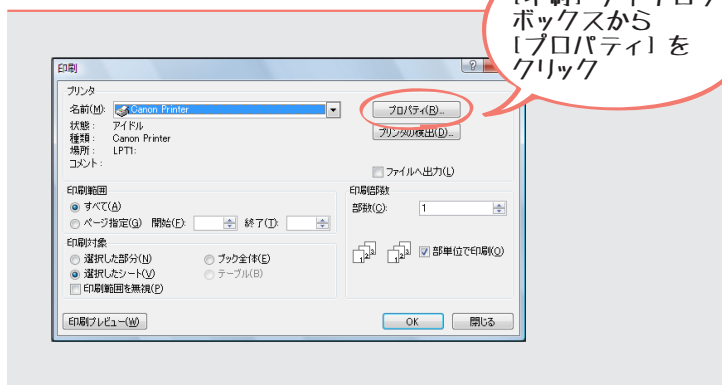 ボックスから
[プロパティ] を
クリック
印刷
プリンタ
名前(M): Canon Printer
プロパティ(R)...
状態: アイドル
プリンタの検出(D)...
種類: Canon Printer
場所: LPT1:
コメント:
ファイルへ出力(L)
印刷範囲
すべて(A)
ページ指定(G) 開始(F): 終了(T):
印刷部数
部数(C): 1
部単位で印刷(O)
印刷対象
選択した部分(N) ブック全体(E)
選択したシート(V) テーブル(B)
印刷範囲を無視(P)
印刷プレビュー(W)
OK 閉じる